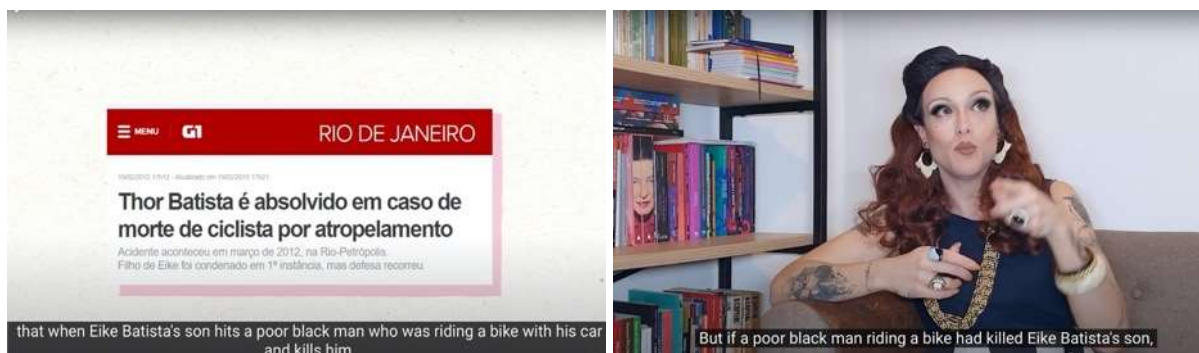 MENU G1 RIO DE JANEIRO
Thor Batista é absolvido em caso de
morte de ciclista por atropelamento
Acidente aconteceu em março de 2012, na Rio-Petrópolis.
Filho de Eike foi condenado em 1ª instância, mas defesa recorreu
that when Eike Batista's son hits a poor black man who was riding a bike with his car
and kills him
But if a poor black man riding a bike had killed Eike Batista's son,